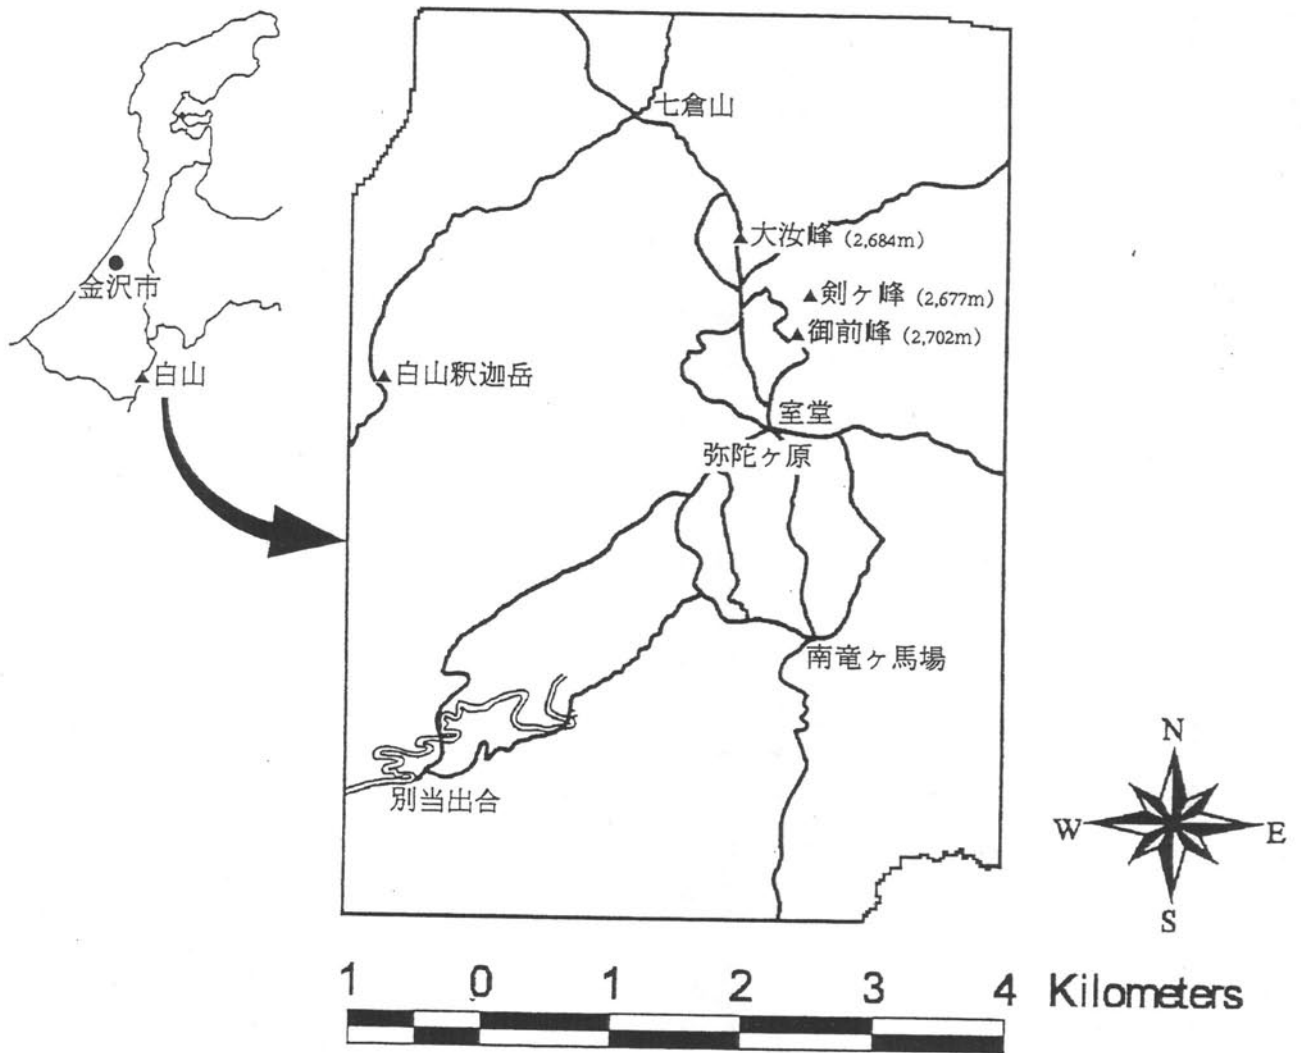 七倉山
大汝峰 (2,684m)
金沢市
剣ヶ峰 (2,677m)
御前峰 (2,702m)
白山
白山釈迦岳
室堂
弥陀ヶ原
南竜ヶ馬場
別当出合
N
W
E
S
1 0 1 2 3 4 Kilometers